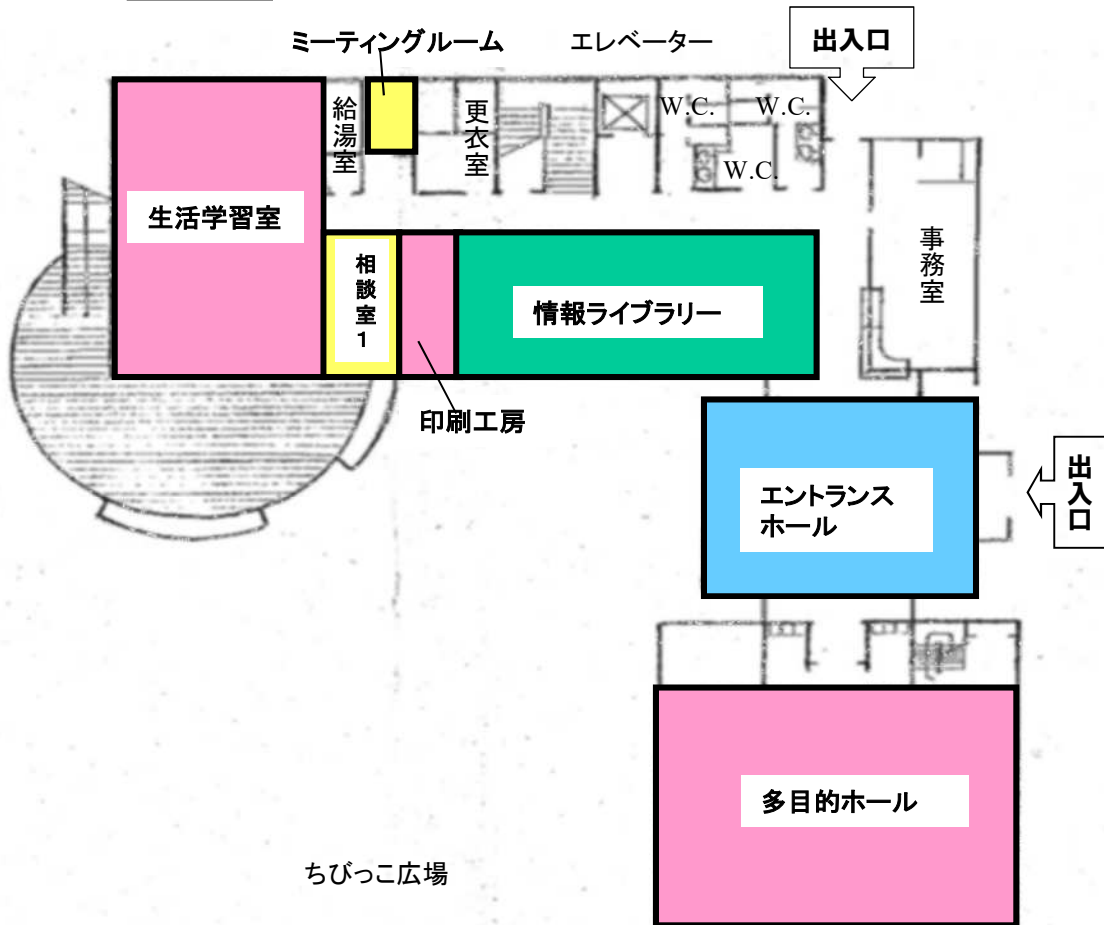 ミーティングルーム
エレベーター
出入口
給湯室
更衣室
W.C.
W.C.
W.C.
生活学習室
相談室1
情報ライブラリー
事務室
印刷工房
エントランス
ホール
出入口
多目的ホール
ちびっこ広場